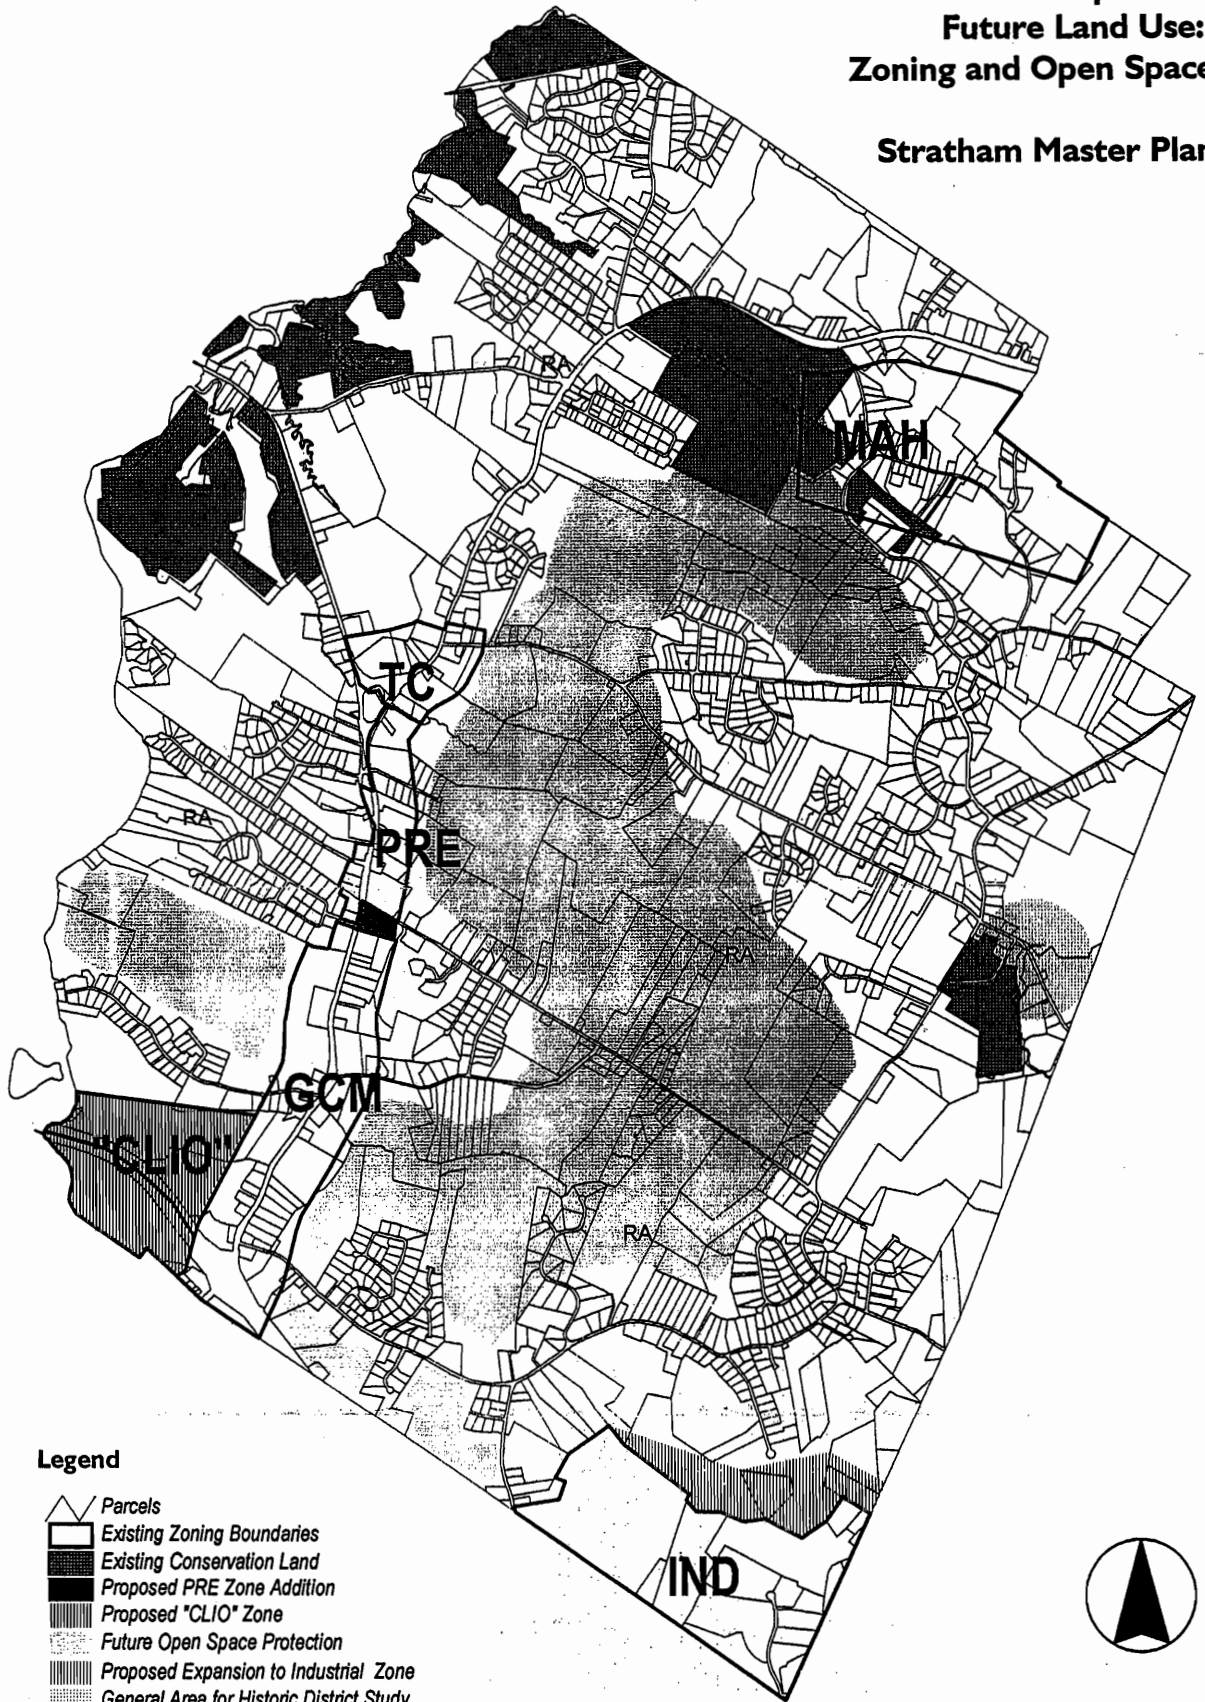 Future Land Use:
Zoning and Open Space
Stratham Master Plan
RA
MAH
TC
RA
PRE
RA
GCM
"CLIO"
RA
IND
Legend
Parcels
Existing Zoning Boundaries
Existing Conservation Land
Proposed PRE Zone Addition
Proposed "CLIO" Zone
Future Open Space Protection
Proposed Expansion to Industrial Zone
General Area for Historic District Study